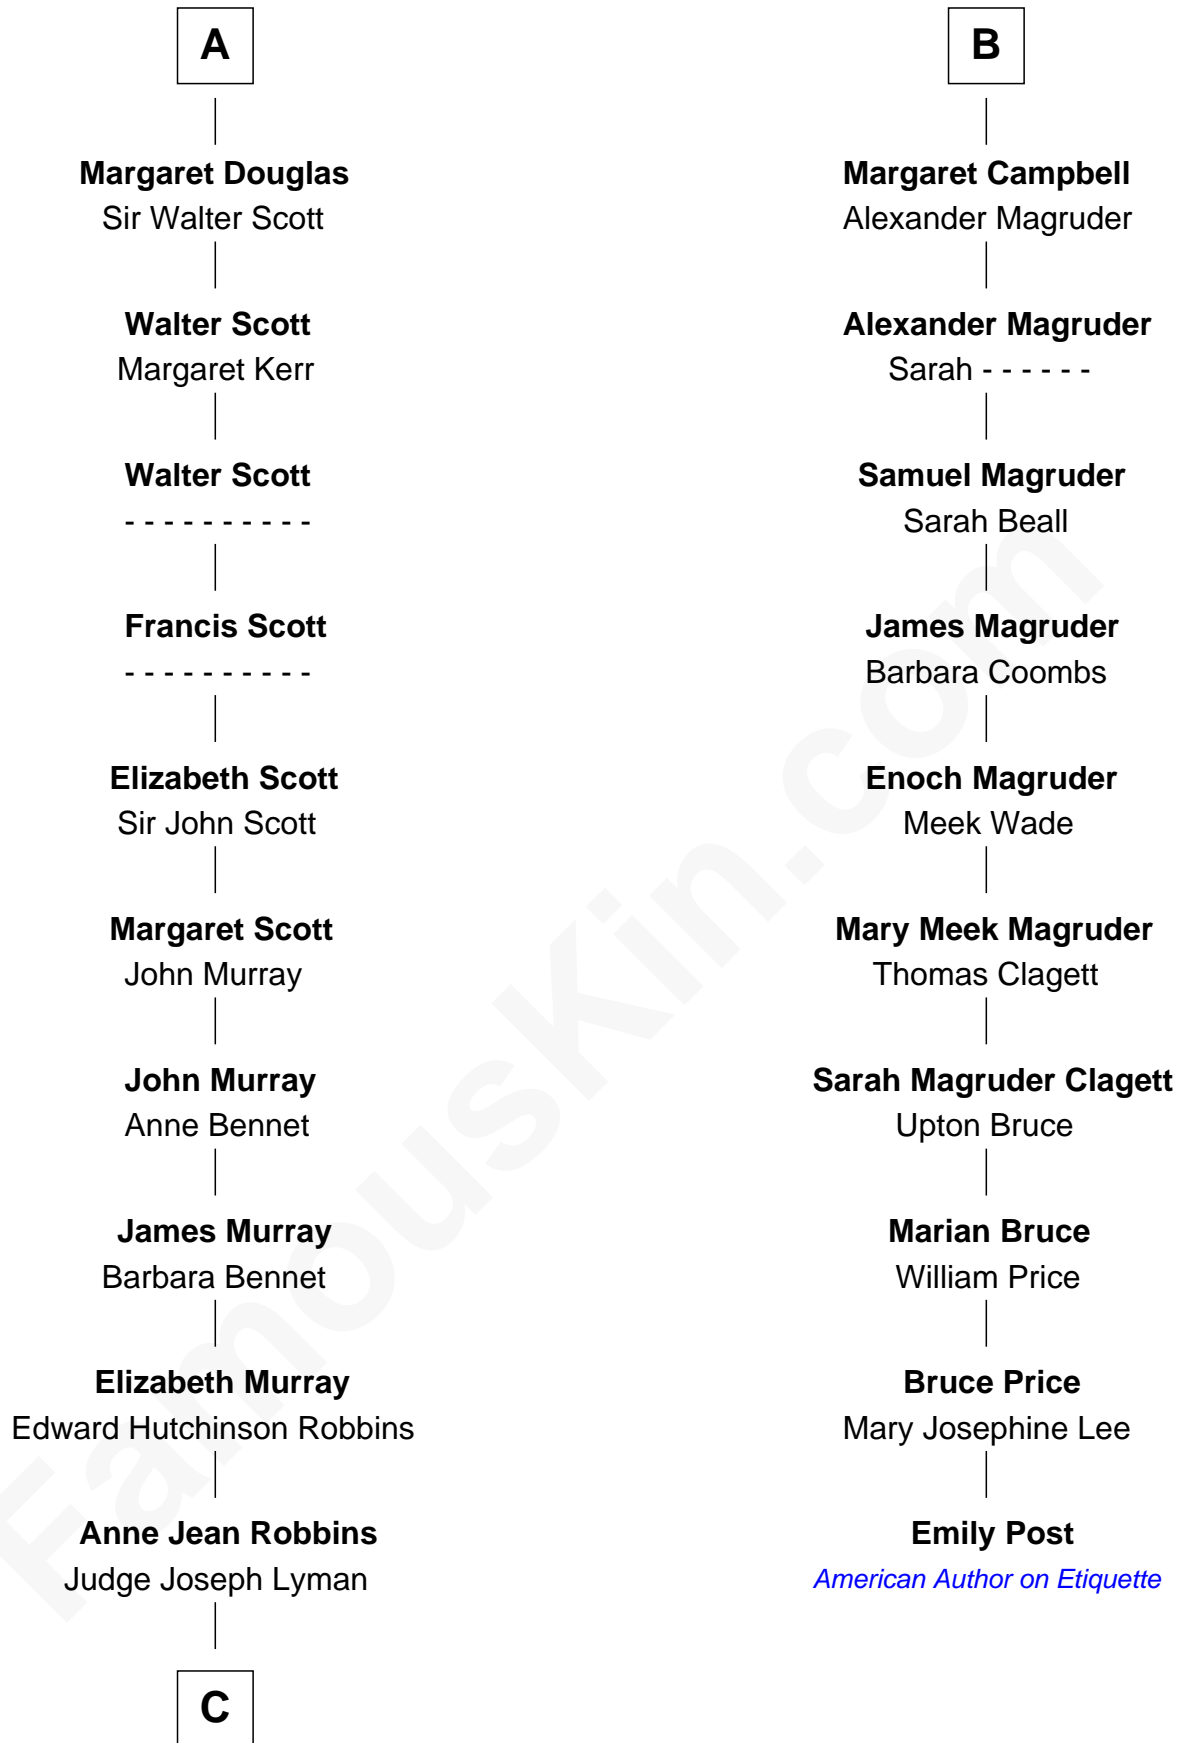 A
Margaret Douglas
Sir Walter Scott
Walter Scott
Margaret Kerr
Walter Scott
- - - - - - - - - -
Francis Scott
- - - - - - - - - -
Elizabeth Scott
Sir John Scott
Margaret Scott
John Murray
John Murray
Anne Bennet
James Murray
Barbara Bennet
Elizabeth Murray
Edward Hutchinson Robbins
Anne Jean Robbins
Judge Joseph Lyman
C
B
Margaret Campbell
Alexander Magruder
Alexander Magruder
Sarah - - - - - -
Samuel Magruder
Sarah Beall
James Magruder
Barbara Coombs
Enoch Magruder
Meek Wade
Mary Meek Magruder
Thomas Clagett
Sarah Magruder Clagett
Upton Bruce
Marian Bruce
William Price
Bruce Price
Mary Josephine Lee
Emily Post
American Author on Etiquette
FamousKin.com